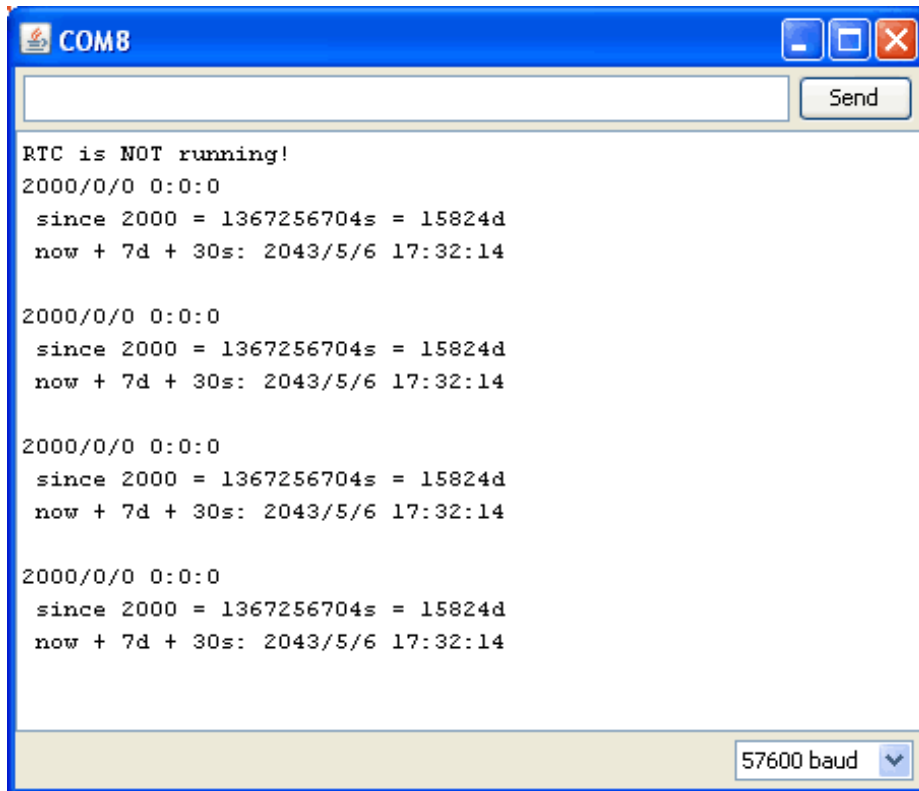 COM8
Send
RTC is NOT running!
2000/0/0 0:0:0
since 2000 = 1367256704s = 15824d
now + 7d + 30s: 2043/5/6 17:32:14
2000/0/0 0:0:0
since 2000 = 1367256704s = 15824d
now + 7d + 30s: 2043/5/6 17:32:14
2000/0/0 0:0:0
since 2000 = 1367256704s = 15824d
now + 7d + 30s: 2043/5/6 17:32:14
2000/0/0 0:0:0
since 2000 = 1367256704s = 15824d
now + 7d + 30s: 2043/5/6 17:32:14
57600 baud